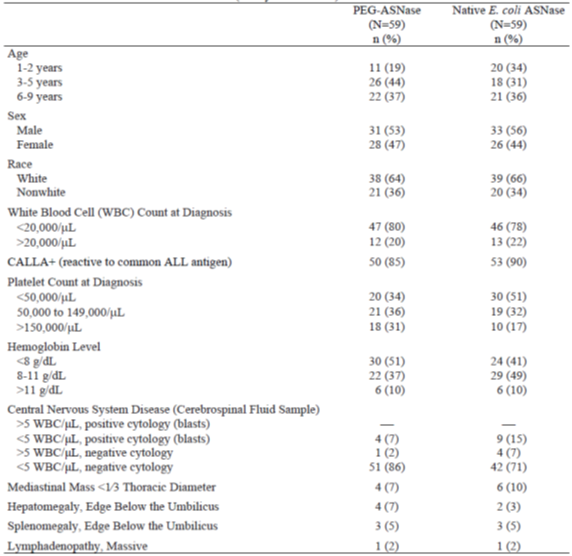 PEG-ASNase Native E. coli ASNase
(N=59) (N=59)
n (%) n (%)
Age
1-2 years 11 (19) 20 (34)
3-5 years 26 (44) 18 (31)
6-9 years 22 (37) 21 (36)
Sex
Male 31 (53) 33 (56)
Female 28 (47) 26 (44)
Race
White 38 (64) 39 (66)
Nonwhite 21 (36) 20 (34)
White Blood Cell (WBC) Count at Diagnosis
<20,000/µL 47 (80) 46 (78)
>20,000/µL 12 (20) 13 (22)
CALLA+ (reactive to common ALL antigen) 50 (85) 53 (90)
Platelet Count at Diagnosis
<50,000/µL 20 (34) 30 (51)
50,000 to 149,000/µL 21 (36) 19 (32)
>150,000/µL 18 (31) 10 (17)
Hemoglobin Level
<8 g/dL 30 (51) 24 (41)
8-11 g/dL 22 (37) 29 (49)
>11 g/dL 6 (10) 6 (10)
Central Nervous System Disease (Cerebrospinal Fluid Sample)
>5 WBC/µL, positive cytology (blasts) — —
<5 WBC/µL, positive cytology (blasts) 4 (7) 9 (15)
>5 WBC/µL, negative cytology 1 (2) 4 (7)
<5 WBC/µL, negative cytology 51 (86) 42 (71)
Mediastinal Mass <1/3 Thoracic Diameter 4 (7) 6 (10)
Hepatomegaly, Edge Below the Umbilicus 4 (7) 2 (3)
Splenomegaly, Edge Below the Umbilicus 3 (5) 3 (5)
Lymphadenopathy, Massive 1 (2) 1 (2)